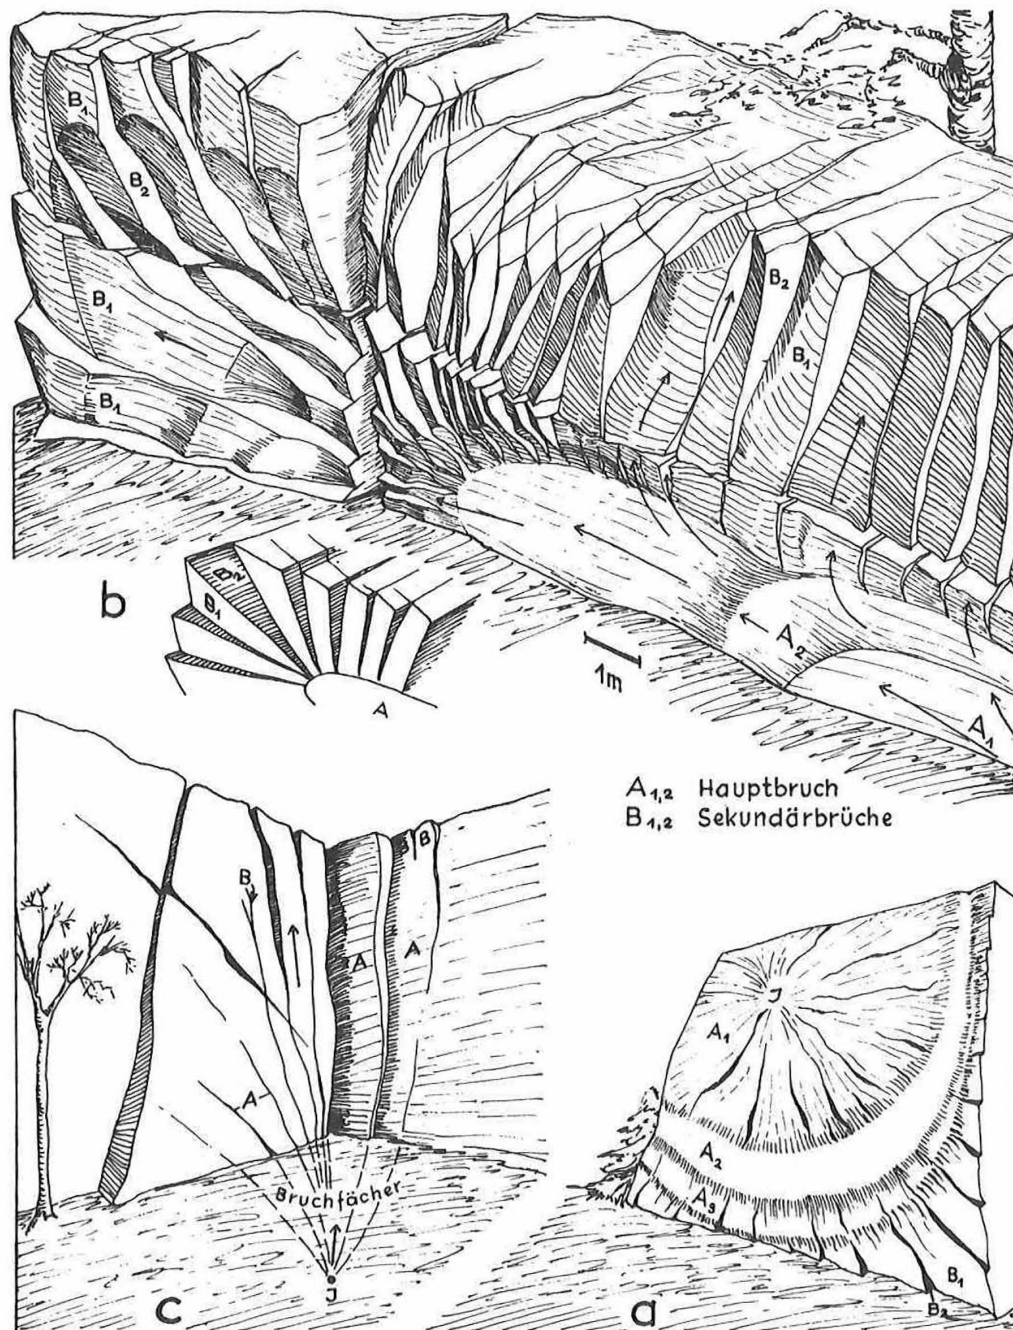 B₁
B₂
B₁
B₁
B₂
B₁
A₂
A₁
b
B₂
B₁
A
1m
A₁,₂ Hauptbruch
B₁,₂ Sekundärbrüche
B
B
B
A
A
A
Bruchfächer
J
c
J
A₁
A₂
A₃
B₁
B₂
a